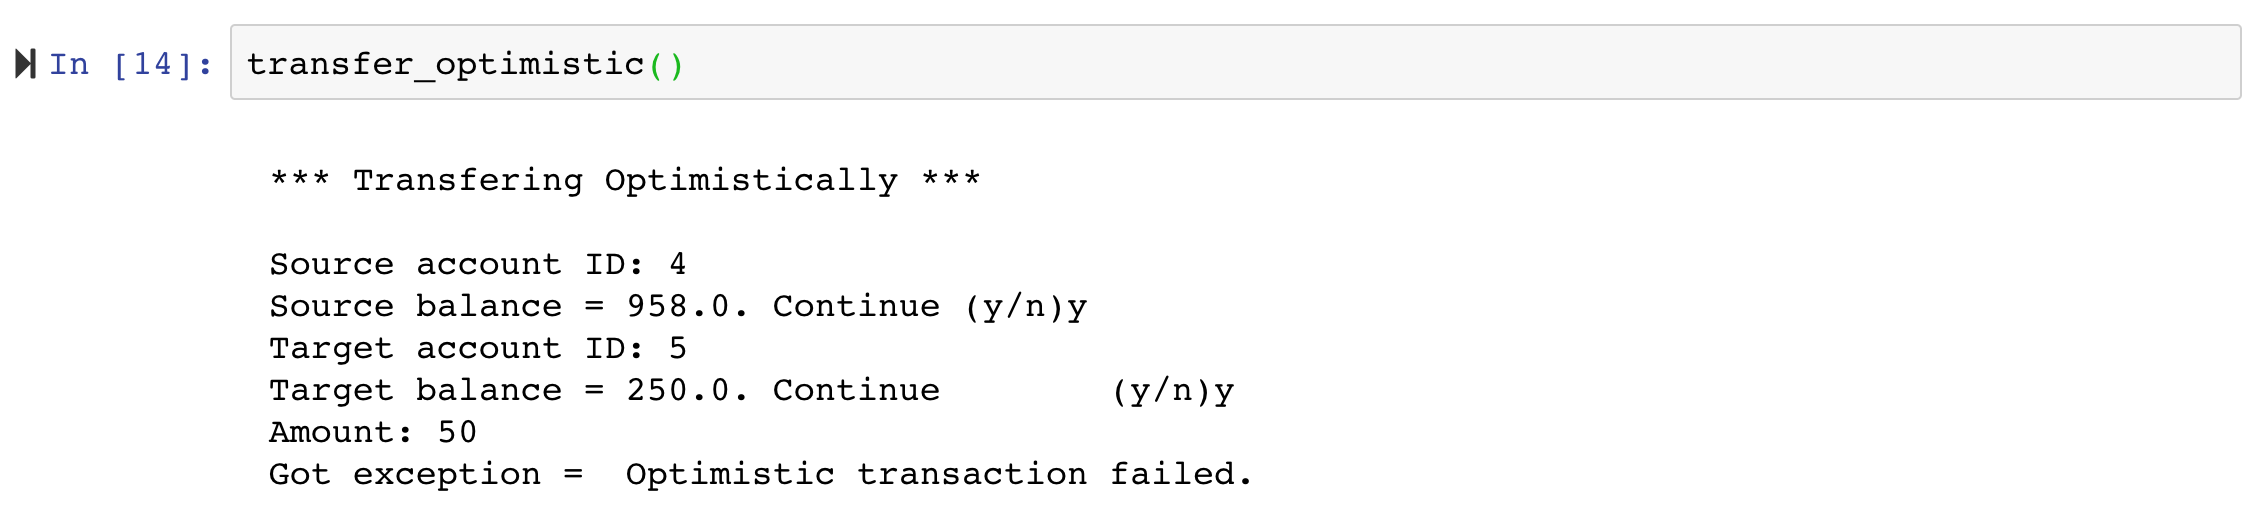 In [14]: transfer_optimistic()
*** Transfering Optimistically ***
Source account ID: 4
Source balance = 958.0. Continue (y/n)y
Target account ID: 5
Target balance = 250.0. Continue        (y/n)y
Amount: 50
Got exception =  Optimistic transaction failed.